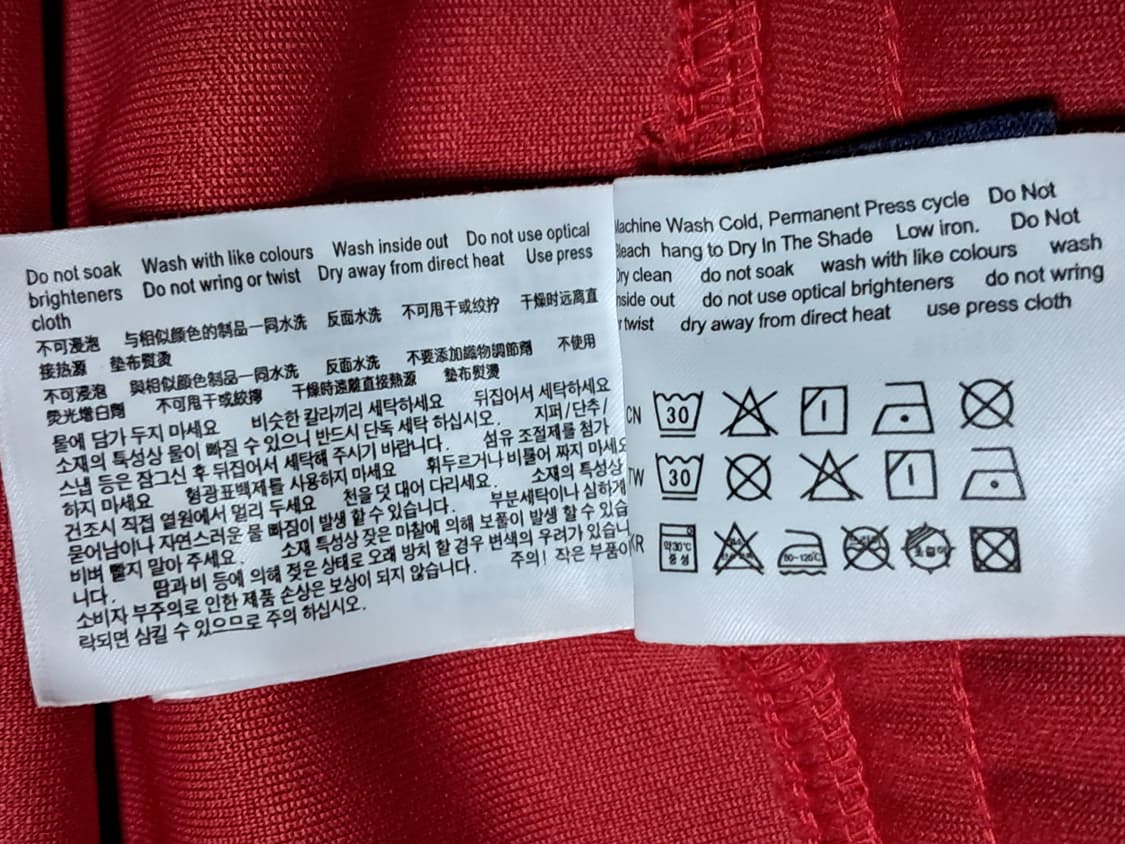 Do not soak Wash with like colours Wash inside out Do not use optical
brighteners Do not wring or twist Dry away from direct heat Use press
cloth
不可浸泡 与相似颜色的制品一同水洗 反面水洗 不可甩干或绞拧 干燥时远离直
接热源 垫布熨烫
不可浸泡 與相似顏色制品一同水洗 反面水洗 不要添加織物調節劑 不使用
熒光增白劑 不可甩干或絞擰 干燥時遠離直接熱源 墊布熨燙
물에 담가 두지 마세요 비슷한 칼라끼리 세탁하세요 뒤집어서 세탁하세요
소재의 특성상 물이 빠질 수 있으니 반드시 단독 세탁 하십시오. 지퍼/단추/
스냅 등은 잠그신 후 뒤집어서 세탁해 주시기 바랍니다. 섬유 조절제를 첨가
하지 마세요 형광표백제를 사용하지 마세요 휘두르거나 비틀어 짜지 마세요
건조시 직접 열원에서 멀리 두세요 천을 덧 대어 다리세요. 소재의 특성상
묻어남이나 자연스러운 물 빠짐이 발생 할 수 있습니다. 부분세탁이나 심하게
비벼 빨지 말아 주세요. 소재 특성상 잦은 마찰에 의해 보풀이 발생 할 수 있습
니다. 땀과 비 등에 의해 젖은 상태로 오래 방치 할 경우 변색의 우려가 있습니
소비자 부주의로 인한 제품 손상은 보상이 되지 않습니다. 주의! 작은 부품이
락되면 삼킬 수 있으므로 주의 하십시오.
Machine Wash Cold, Permanent Press cycle Do Not
Bleach hang to Dry In The Shade Low iron. Do Not
Dry clean do not soak wash with like colours wash
inside out do not use optical brighteners do not wring
r twist dry away from direct heat use press cloth
CN 30
TW 30
KR 약30℃ 중성 80~120℃